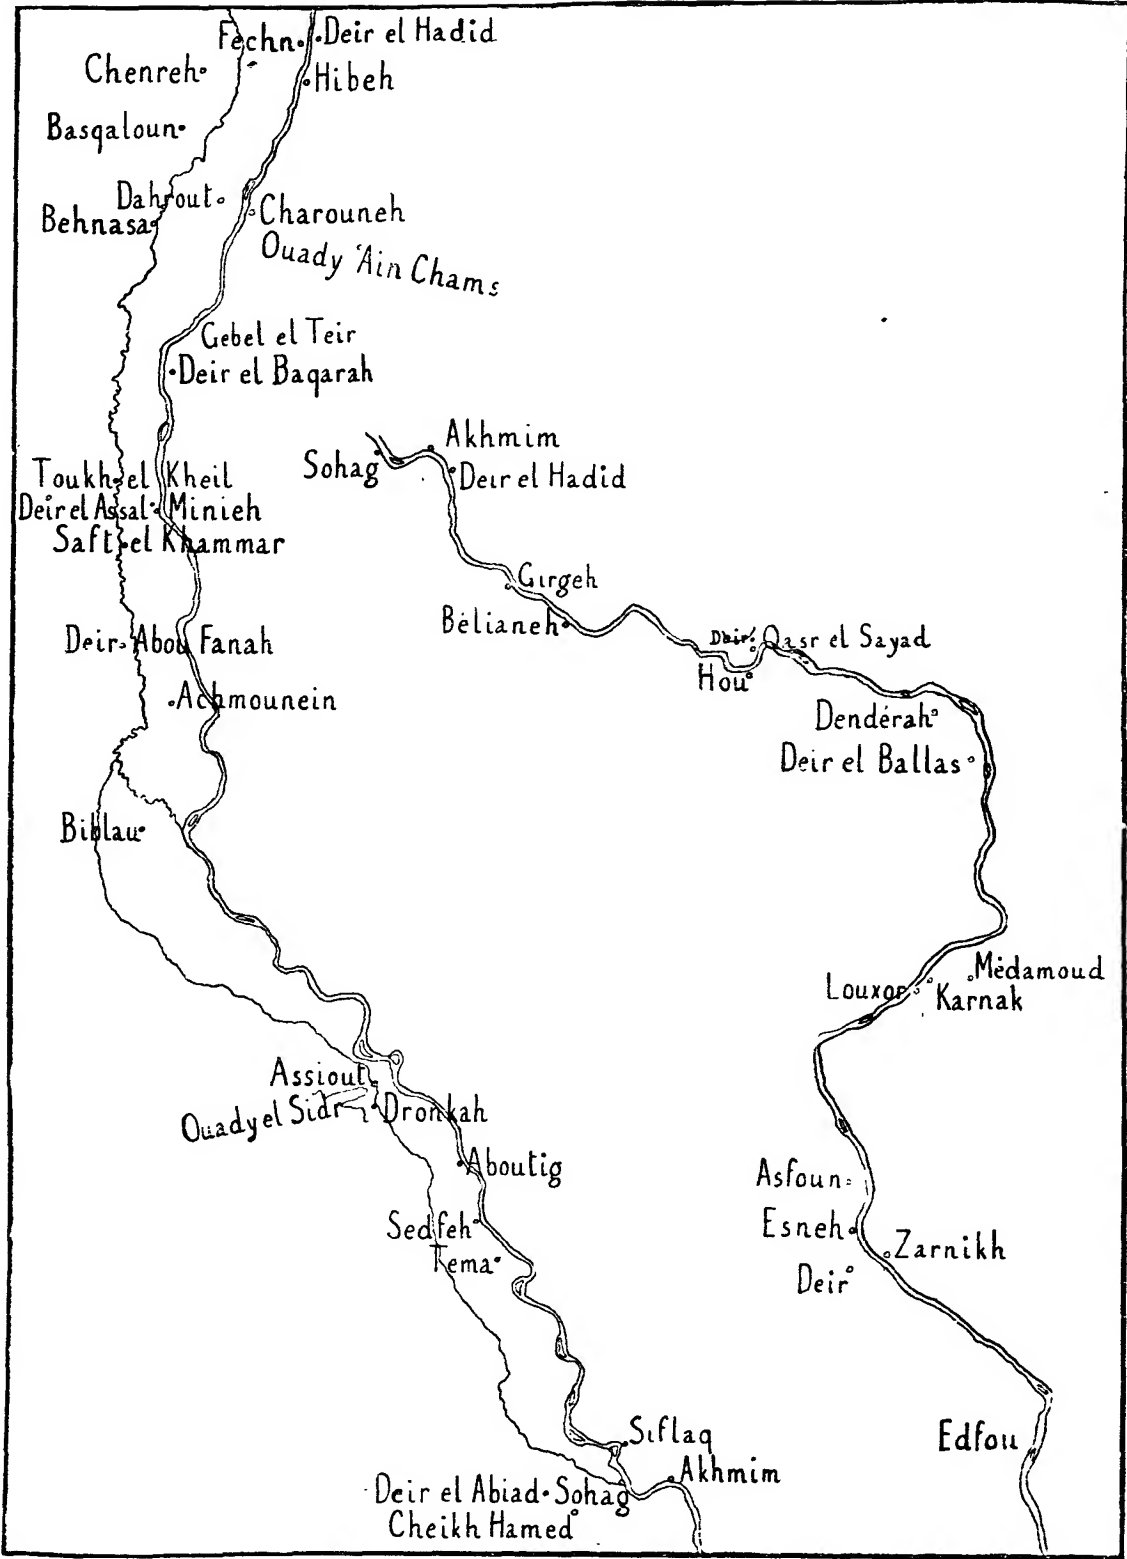 Fechn
Deir el Hadid
Chenreh
Hibeh
Basqaloun
Dahrout
Behnasa
Charouneh
Ouady 'Ain Chams
Gebel el Teir
Deir el Baqarah
Toukh el Kheil
Deir el Assal
Minieh
Saft el Khammar
Deir Abou Fanah
Achmounein
Biblau
Assiout
Ouady el Sidr
Dronkah
Aboutig
Sedfeh
Tema
Siflaq
Akhmim
Deir el Abiad
Sohag
Cheikh Hamed
Akhmim
Sohag
Deir el Hadid
Girgeh
Bélianeh
Deir
Qasr el Sayad
Hou
Dendérah
Deir el Ballas
Médamoud
Louxor
Karnak
Asfoun
Esneh
Zarnikh
Deir
Edfou